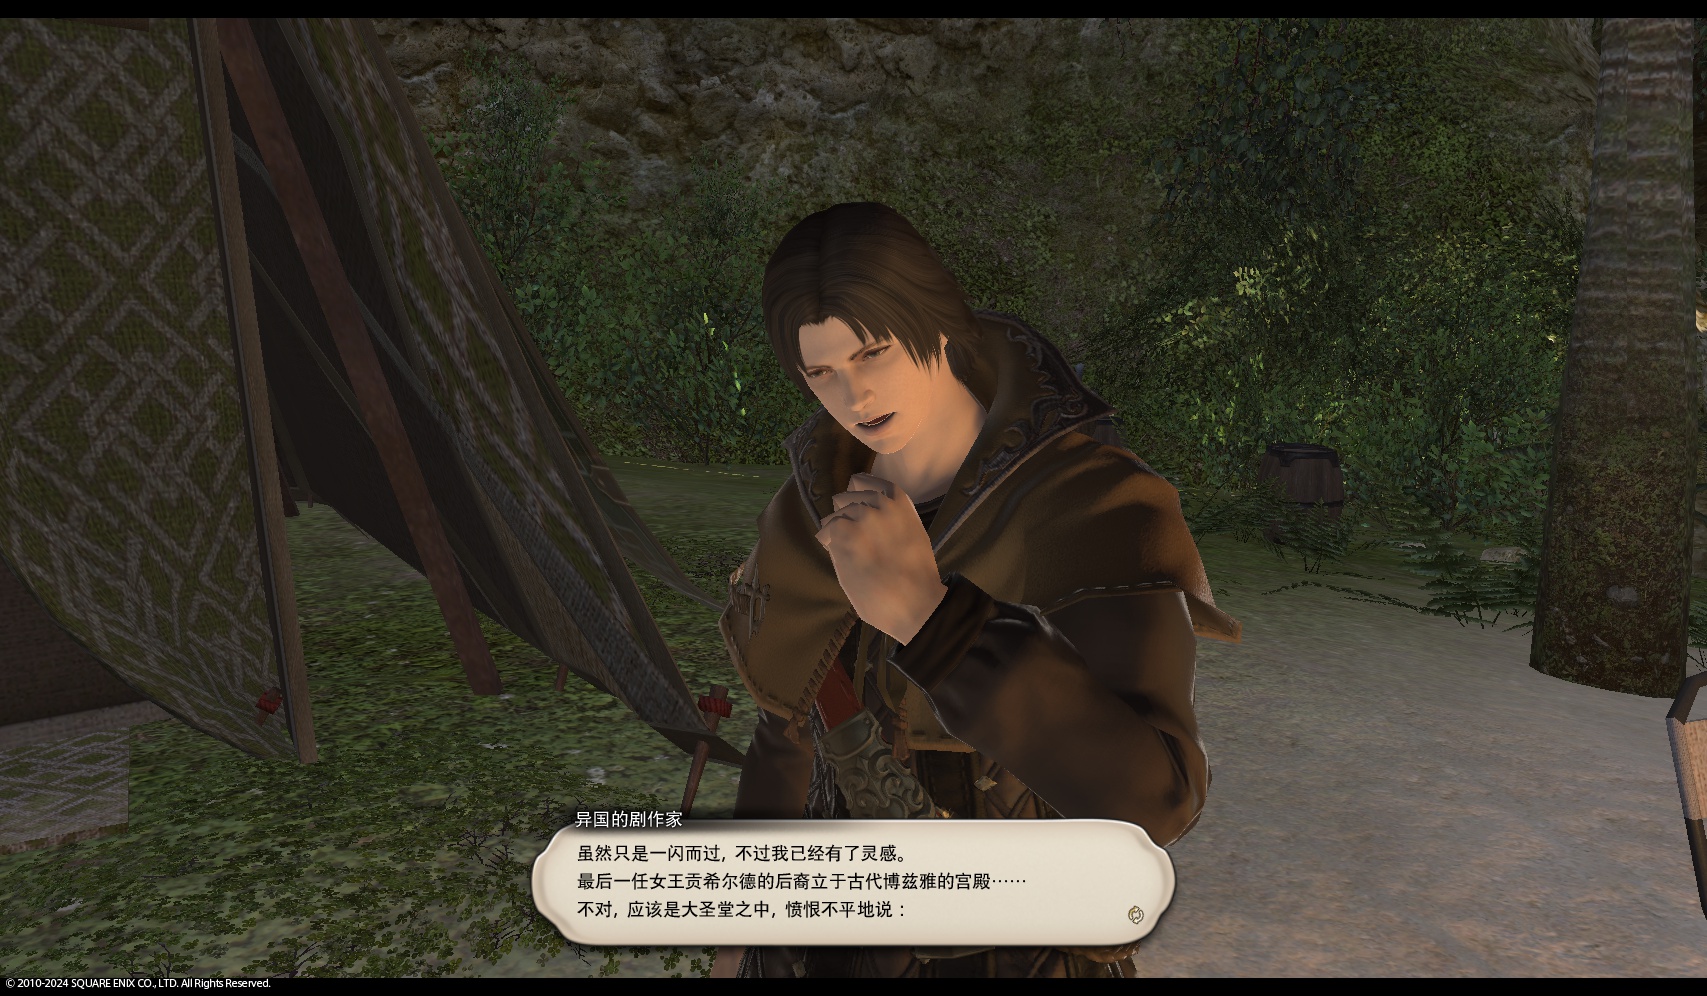 异国的剧作家
虽然只是一闪而过，不过我已经有了灵感。
最后一任女王贡希尔德的后裔立于古代博兹雅的宫殿……
不对，应该是大圣堂之中，愤恨不平地说：
© 2010-2024 SQUARE ENIX CO., LTD. All Rights Reserved.